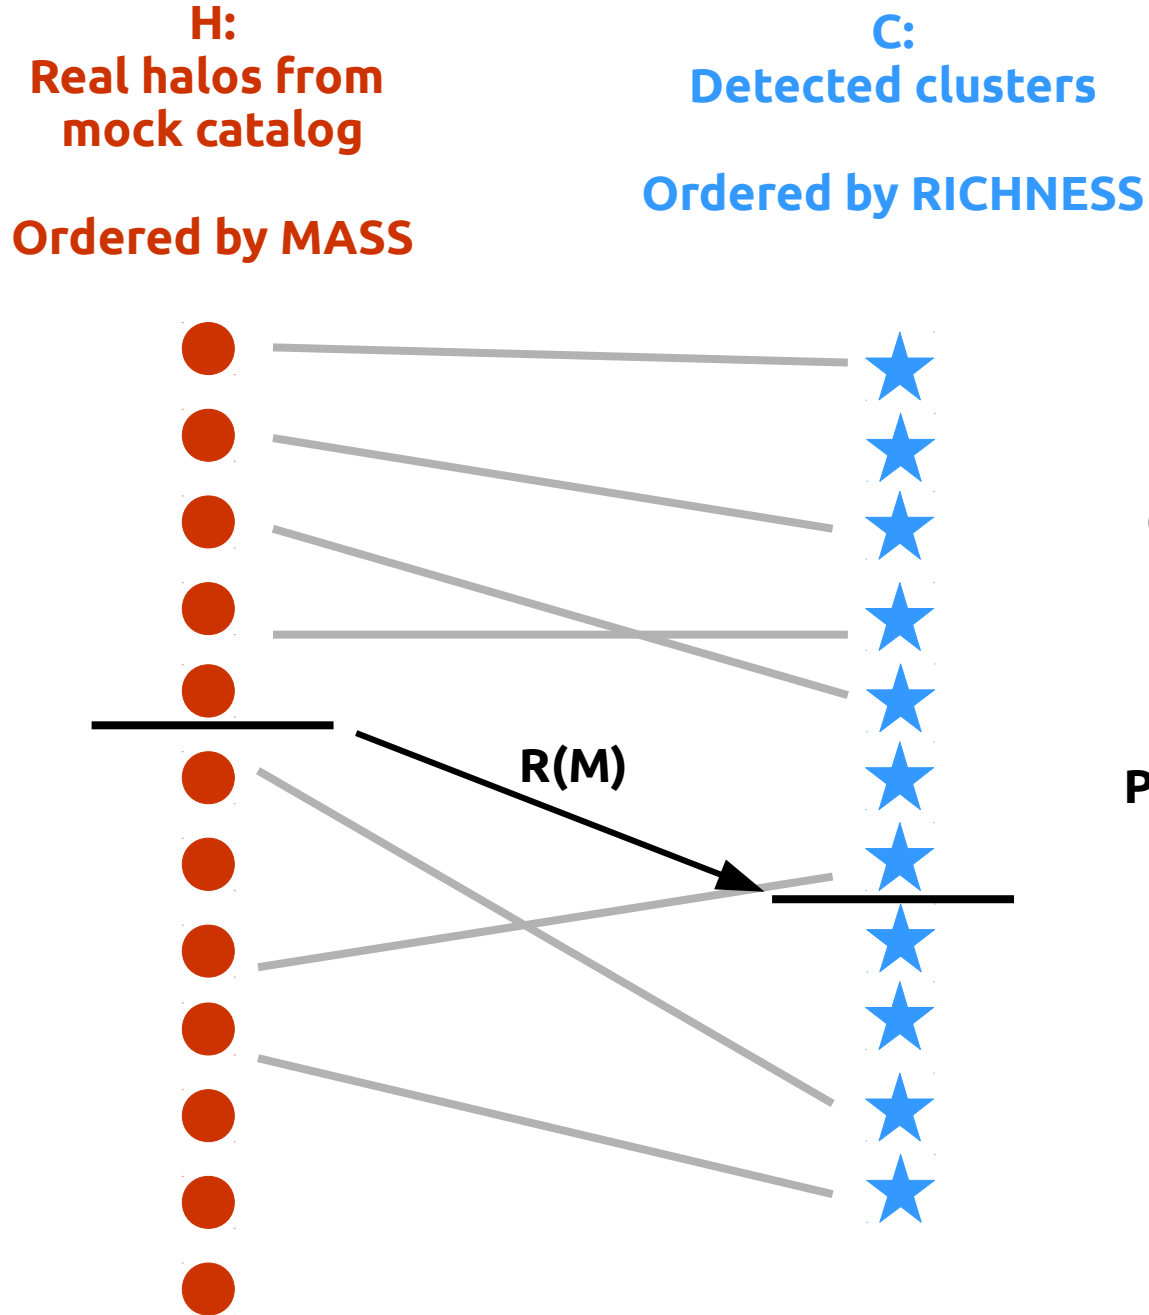 H:
Real halos from
mock catalog
Ordered by MASS
C:
Detected clusters
Ordered by RICHNESS
R(M)
P